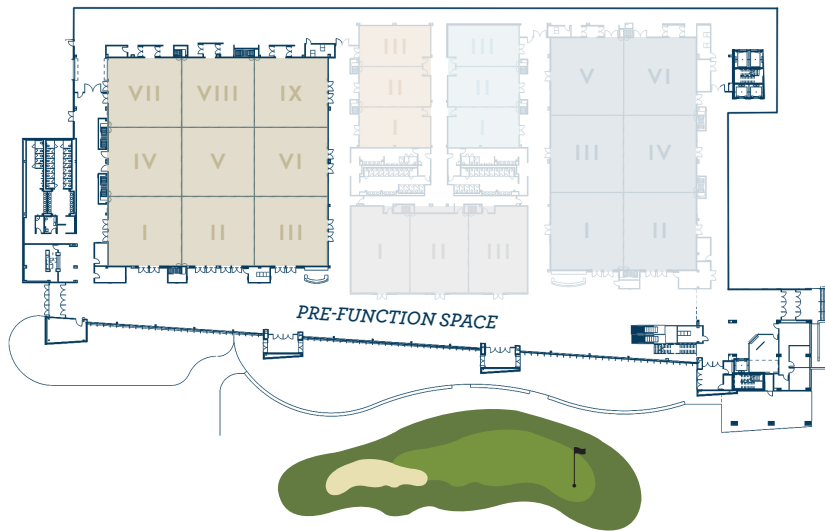 III III V VI
VII VIII IX
II II
I I
IV V VI III IV
I II III I II III I II
PRE-FUNCTION SPACE